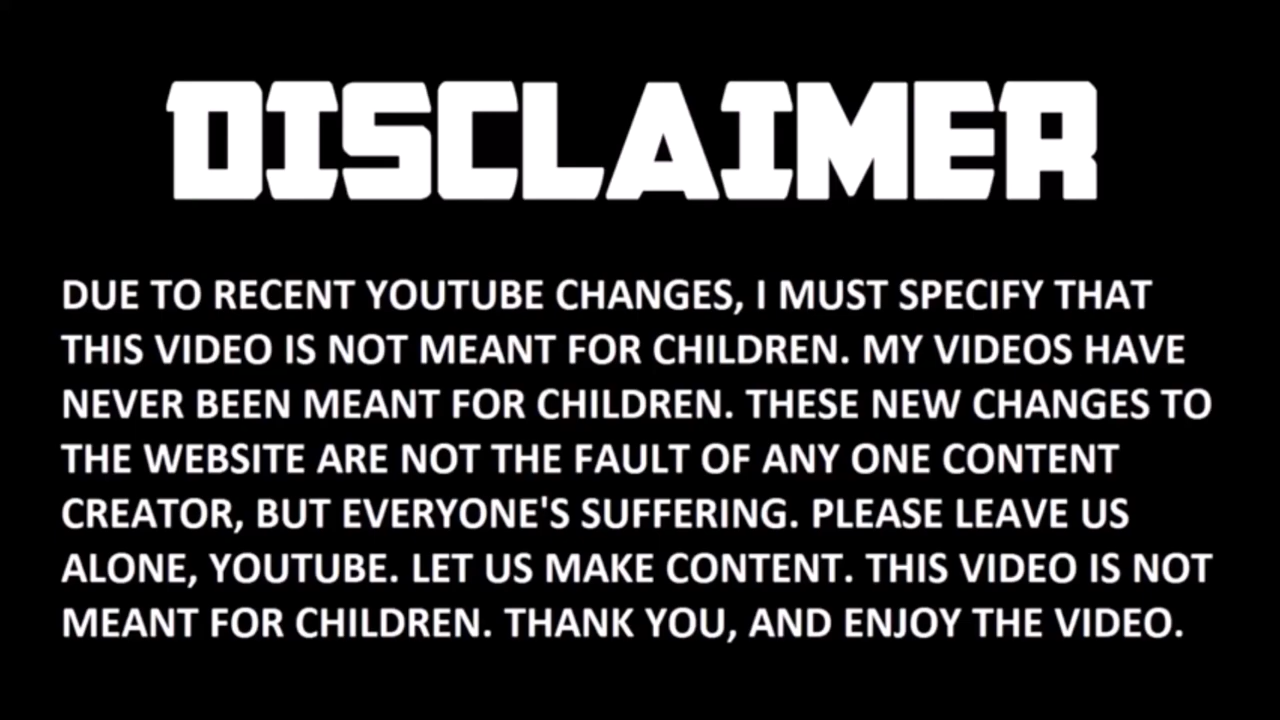 DISCLAIMER
DUE TO RECENT YOUTUBE CHANGES, I MUST SPECIFY THAT
THIS VIDEO IS NOT MEANT FOR CHILDREN. MY VIDEOS HAVE
NEVER BEEN MEANT FOR CHILDREN. THESE NEW CHANGES TO
THE WEBSITE ARE NOT THE FAULT OF ANY ONE CONTENT
CREATOR, BUT EVERYONE'S SUFFERING. PLEASE LEAVE US
ALONE, YOUTUBE. LET US MAKE CONTENT. THIS VIDEO IS NOT
MEANT FOR CHILDREN. THANK YOU, AND ENJOY THE VIDEO.